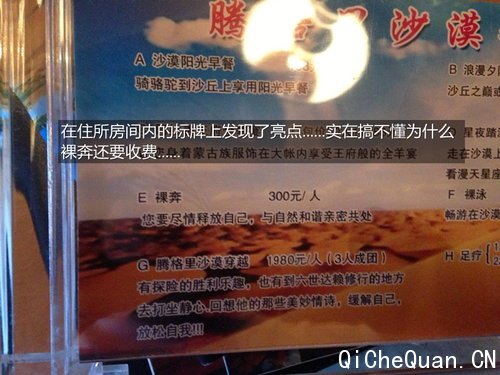 腾格里沙漠
A 沙漠阳光早餐
骑骆驼到沙丘上享用阳光早餐
B 浪漫夕
沙丘之巅或
在住所房间内的标牌上发现了亮点......实在搞不懂为什么
裸奔还要收费......
您身着蒙古族服饰在大帐内享受王府般的全羊宴
D 星夜踏
走在沙漠上
看漫天星座
E 裸奔 300元/人
您要尽情释放自己，与自然和谐亲密共处
F 裸泳
畅游在沙漠
G 腾格里沙漠穿越 1980元/人（3人成团）
有探险的胜利乐趣，也有到六世达赖修行的地方
去打坐静心,回想他的那些美妙情诗，缓解自己，
放松自我!!!
H 足疗
QiCheQuan.CN